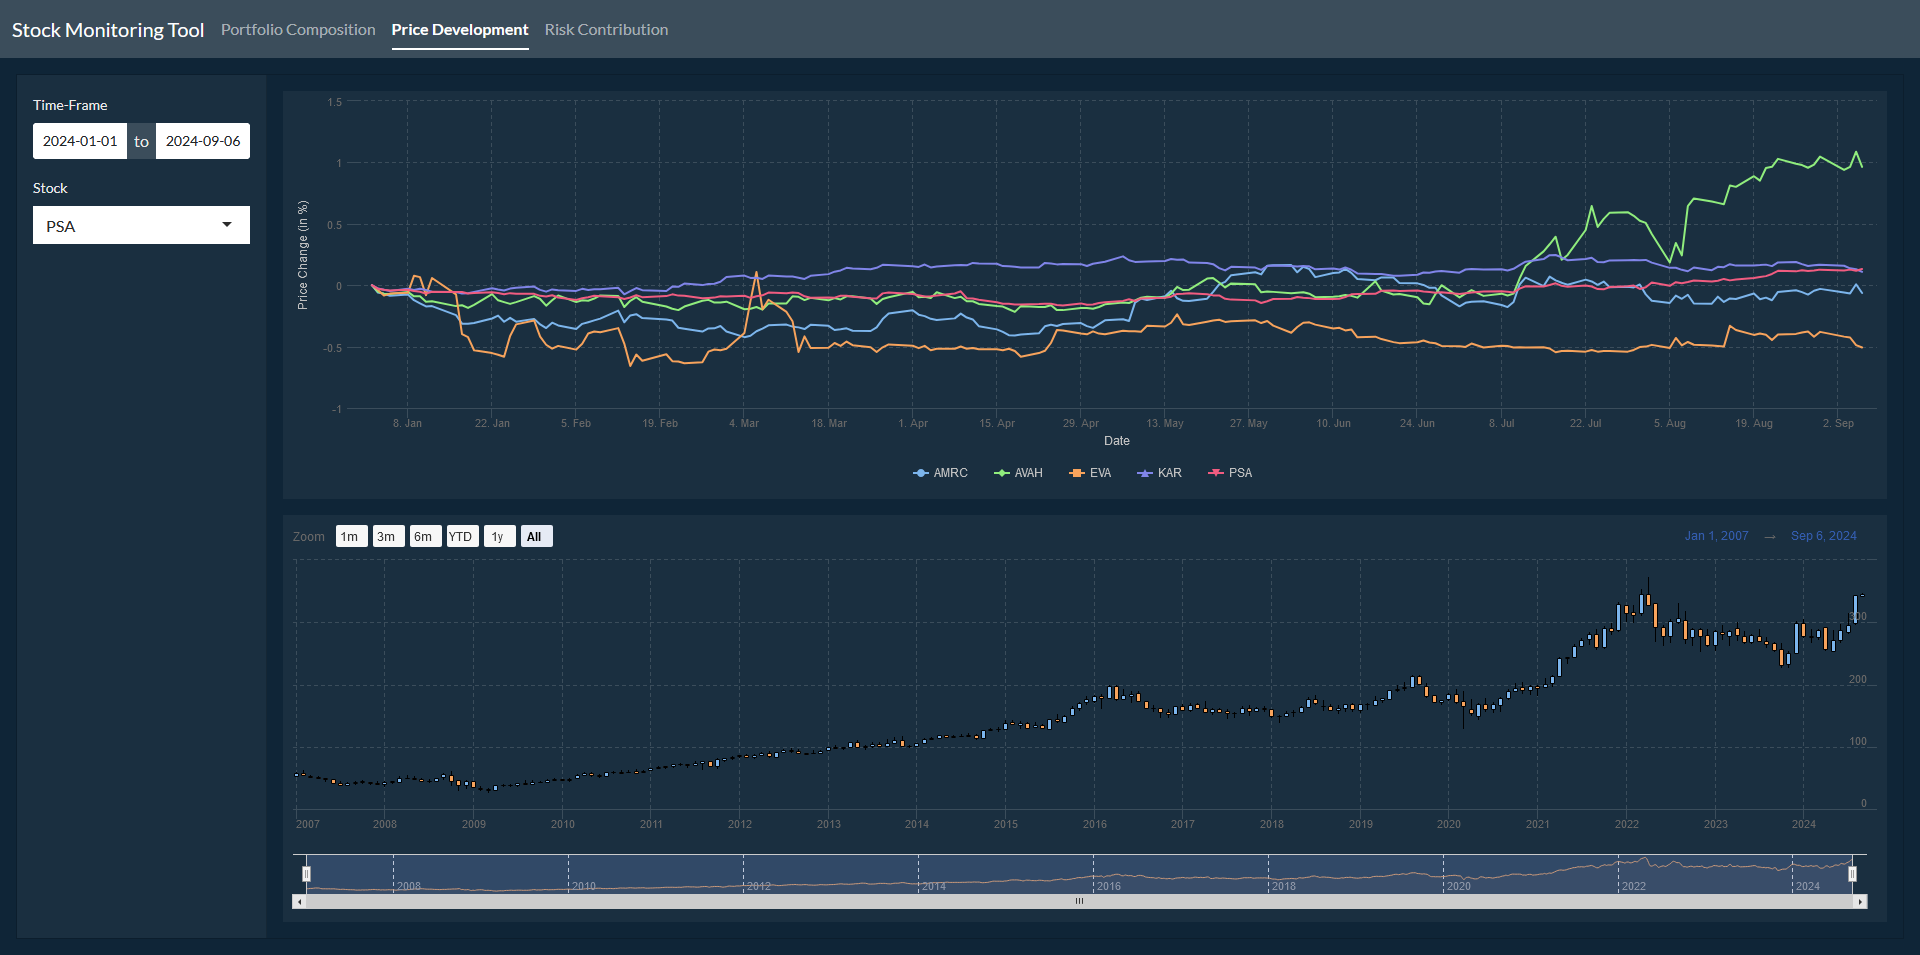 Stock Monitoring Tool Portfolio Composition Price Development Risk Contribution
Time-Frame
2024-01-01 to 2024-09-06
Stock
PSA
Price Change (in %)
1.5
1
0.5
0
-0.5
-1
8. Jan 22. Jan 5. Feb 19. Feb 4. Mar 18. Mar 1. Apr 15. Apr 29. Apr 13. May 27. May 10. Jun 24. Jun 8. Jul 22. Jul 5. Aug 19. Aug 2. Sep
Date
AMRC AVAH EVA KAR PSA
Zoom 1m 3m 6m YTD 1y All Jan 1, 2007 → Sep 6, 2024
300
200
100
0
2007 2008 2009 2010 2011 2012 2013 2014 2015 2016 2017 2018 2019 2020 2021 2022 2023 2024
2008 2010 2012 2014 2016 2018 2020 2022 2024